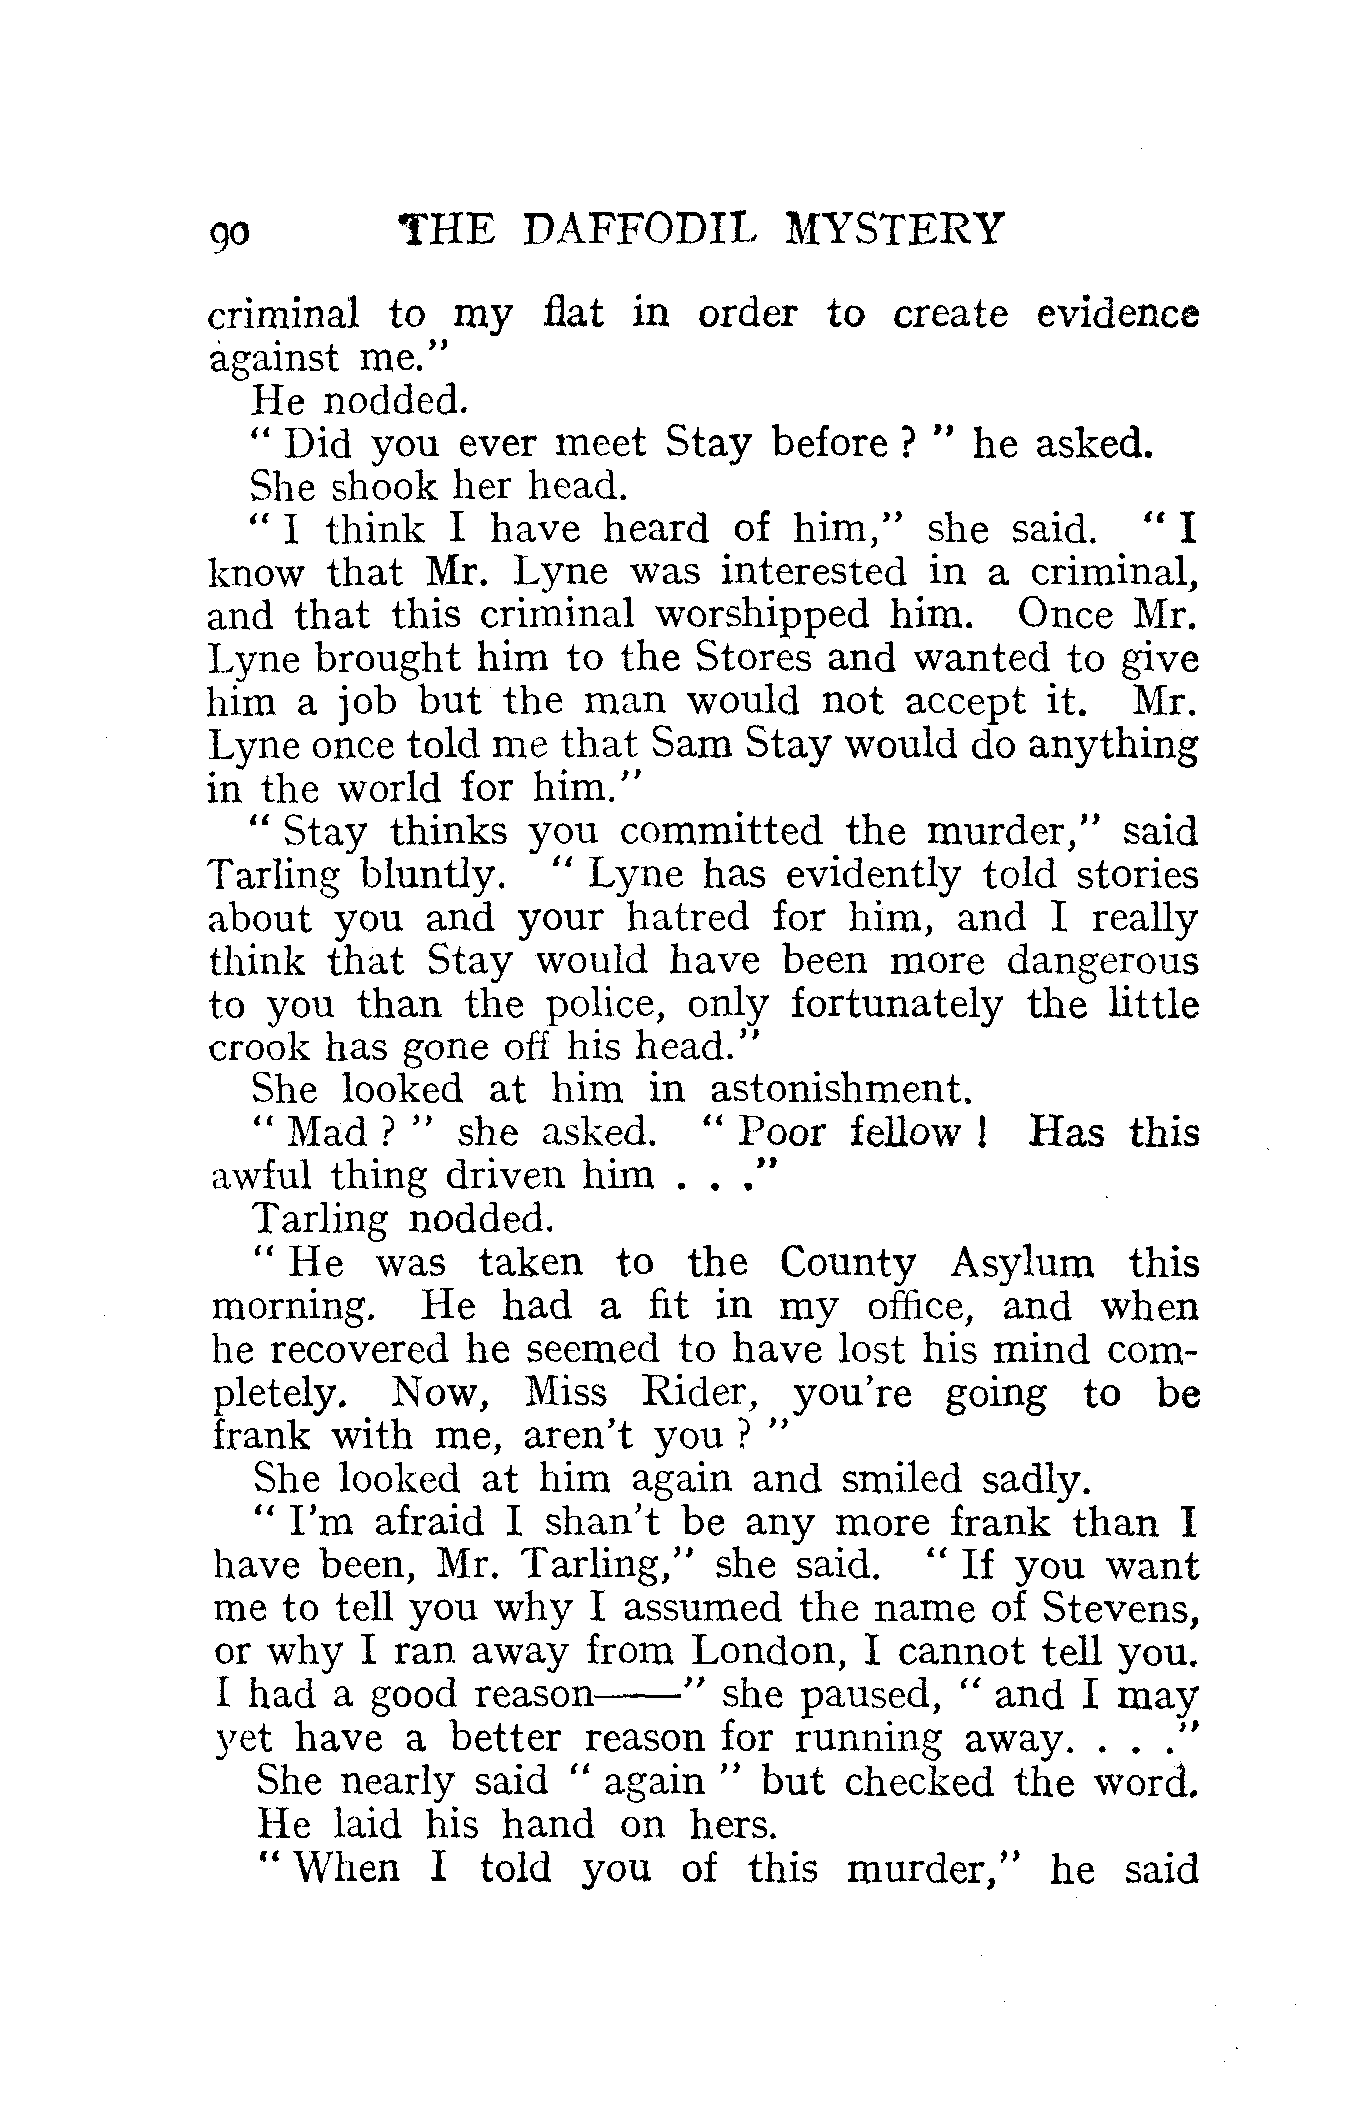 90 THE DAFFODIL MYSTERY
criminal to my flat in order to create evidence
against me."
He nodded.
" Did you ever meet Stay before ? " he asked.
She shook her head.
" I think I have heard of him," she said. " I
know that Mr. Lyne was interested in a criminal,
and that this criminal worshipped him. Once Mr.
Lyne brought him to the Stores and wanted to give
him a job but the man would not accept it. Mr.
Lyne once told me that Sam Stay would do anything
in the world for him."
" Stay thinks you committed the murder," said
Tarling bluntly. " Lyne has evidently told stories
about you and your hatred for him, and I really
think that Stay would have been more dangerous
to you than the police, only fortunately the little
crook has gone off his head."
She looked at him in astonishment.
" Mad ? " she asked. " Poor fellow ! Has this
awful thing driven him . . ."
Tarling nodded.
" He was taken to the County Asylum this
morning. He had a fit in my office, and when
he recovered he seemed to have lost his mind com-
pletely. Now, Miss Rider, you're going to be
frank with me, aren't you ? "
She looked at him again and smiled sadly.
" I'm afraid I shan't be any more frank than I
have been, Mr. Tarling," she said. " If you want
me to tell you why I assumed the name of Stevens,
or why I ran away from London, I cannot tell you.
I had a good reason——" she paused, " and I may
yet have a better reason for running away. . . ."
She nearly said " again " but checked the word.
He laid his hand on hers.
" When I told you of this murder," he said